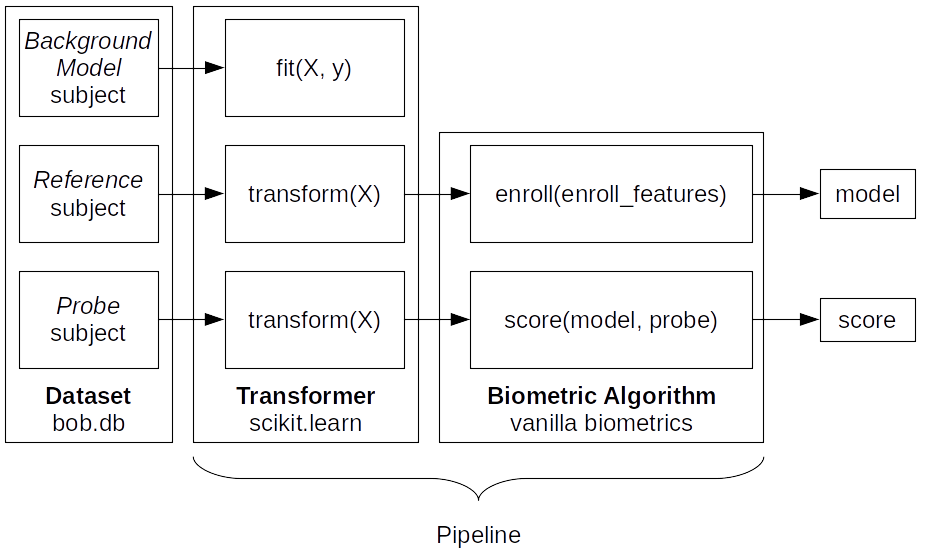 Background
Model
subject
fit(X, y)
Reference
subject
transform(X)
enroll(enroll_features)
model
Probe
subject
transform(X)
score(model, probe)
score
Dataset
bob.db
Transformer
scikit.learn
Biometric Algorithm
vanilla biometrics
Pipeline